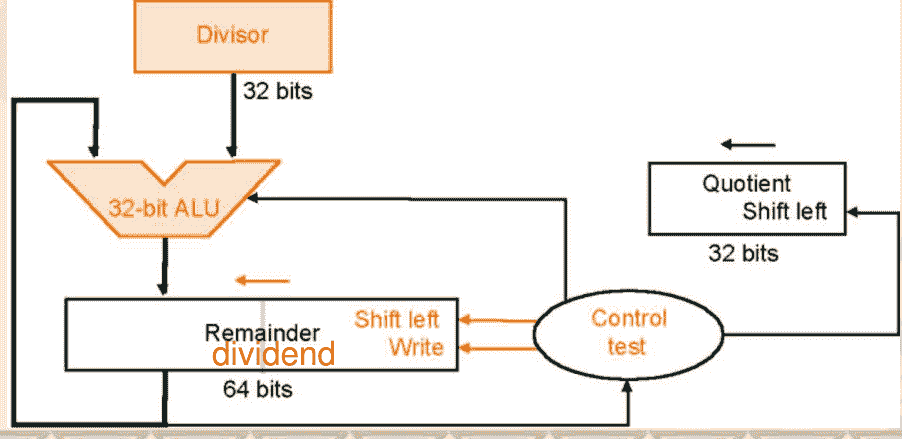 Divisor
32 bits
32-bit ALU
Quotient
Shift left
32 bits
Remainder
dividend
Shift left
Write
64 bits
Control
test